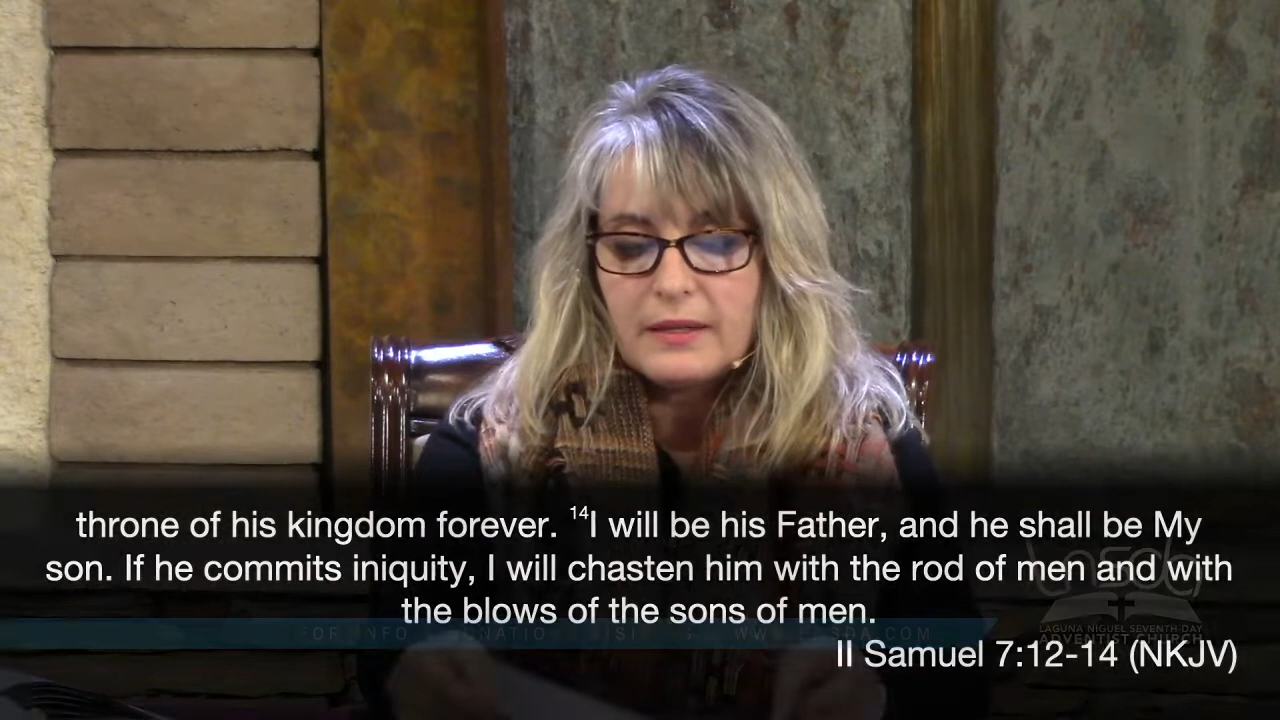 throne of his kingdom forever. 14I will be his Father, and he shall be My
son. If he commits iniquity, I will chasten him with the rod of men and with
the blows of the sons of men.
II Samuel 7:12-14 (NKJV)
LAGUNA NIGUEL SEVENTH-DAY
ADVENTIST CHURCH